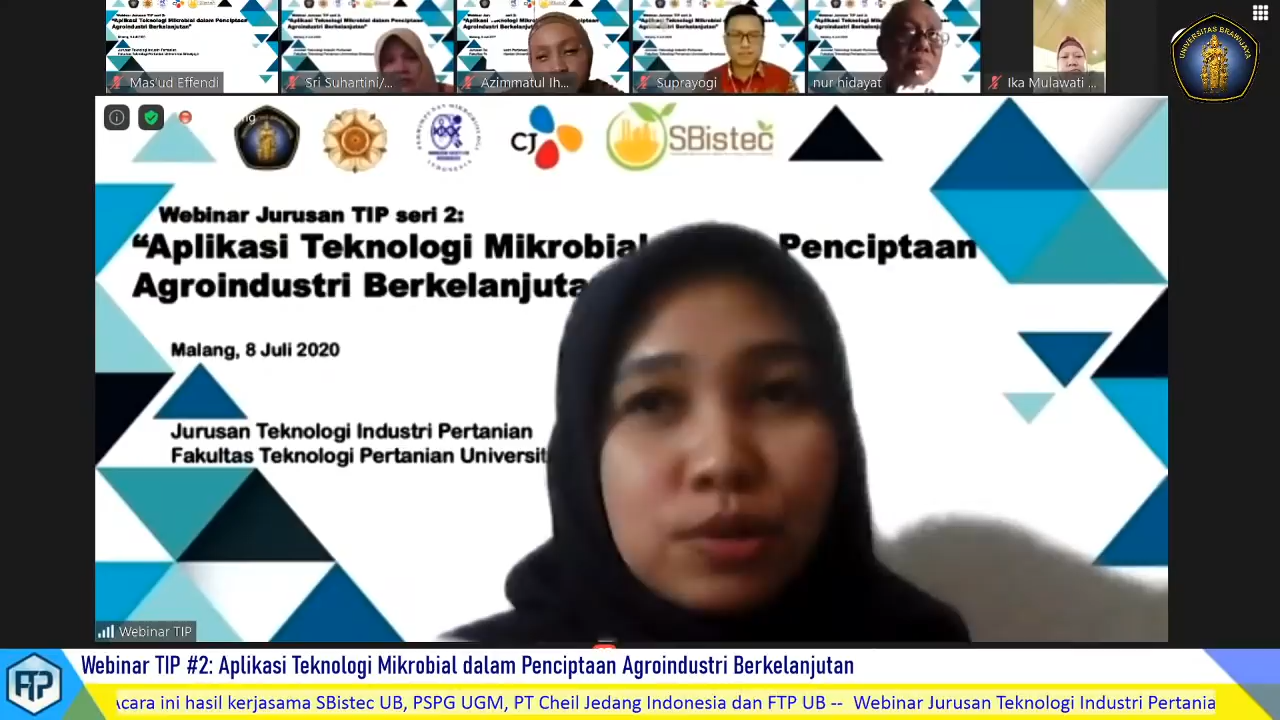 Mas'ud Effendi
Sri Suhartini/...
Azimmatul Ih...
Suprayogi
nur hidayat
Ika Mulawati ...
CJ
SBistec
Webinar Jurusan TIP seri 2:
“Aplikasi Teknologi Mikrobial Penciptaan
Agroindustri Berkelanjuta
Malang, 8 Juli 2020
Jurusan Teknologi Industri Pertanian
Fakultas Teknologi Pertanian Universit
Webinar TIP
Webinar TIP #2: Aplikasi Teknologi Mikrobial dalam Penciptaan Agroindustri Berkelanjutan
Acara ini hasil kerjasama SBistec UB, PSPG UGM, PT Cheil Jedang Indonesia dan FTP UB -- Webinar Jurusan Teknologi Industri Pertania